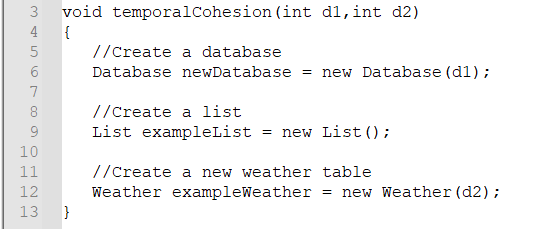 3 void temporalCohesion(int d1,int d2)
4 {
5 //Create a database
6 Database newDatabase = new Database(d1);
7
8 //Create a list
9 List exampleList = new List();
10
11 //Create a new weather table
12 Weather exampleWeather = new Weather(d2);
13 }